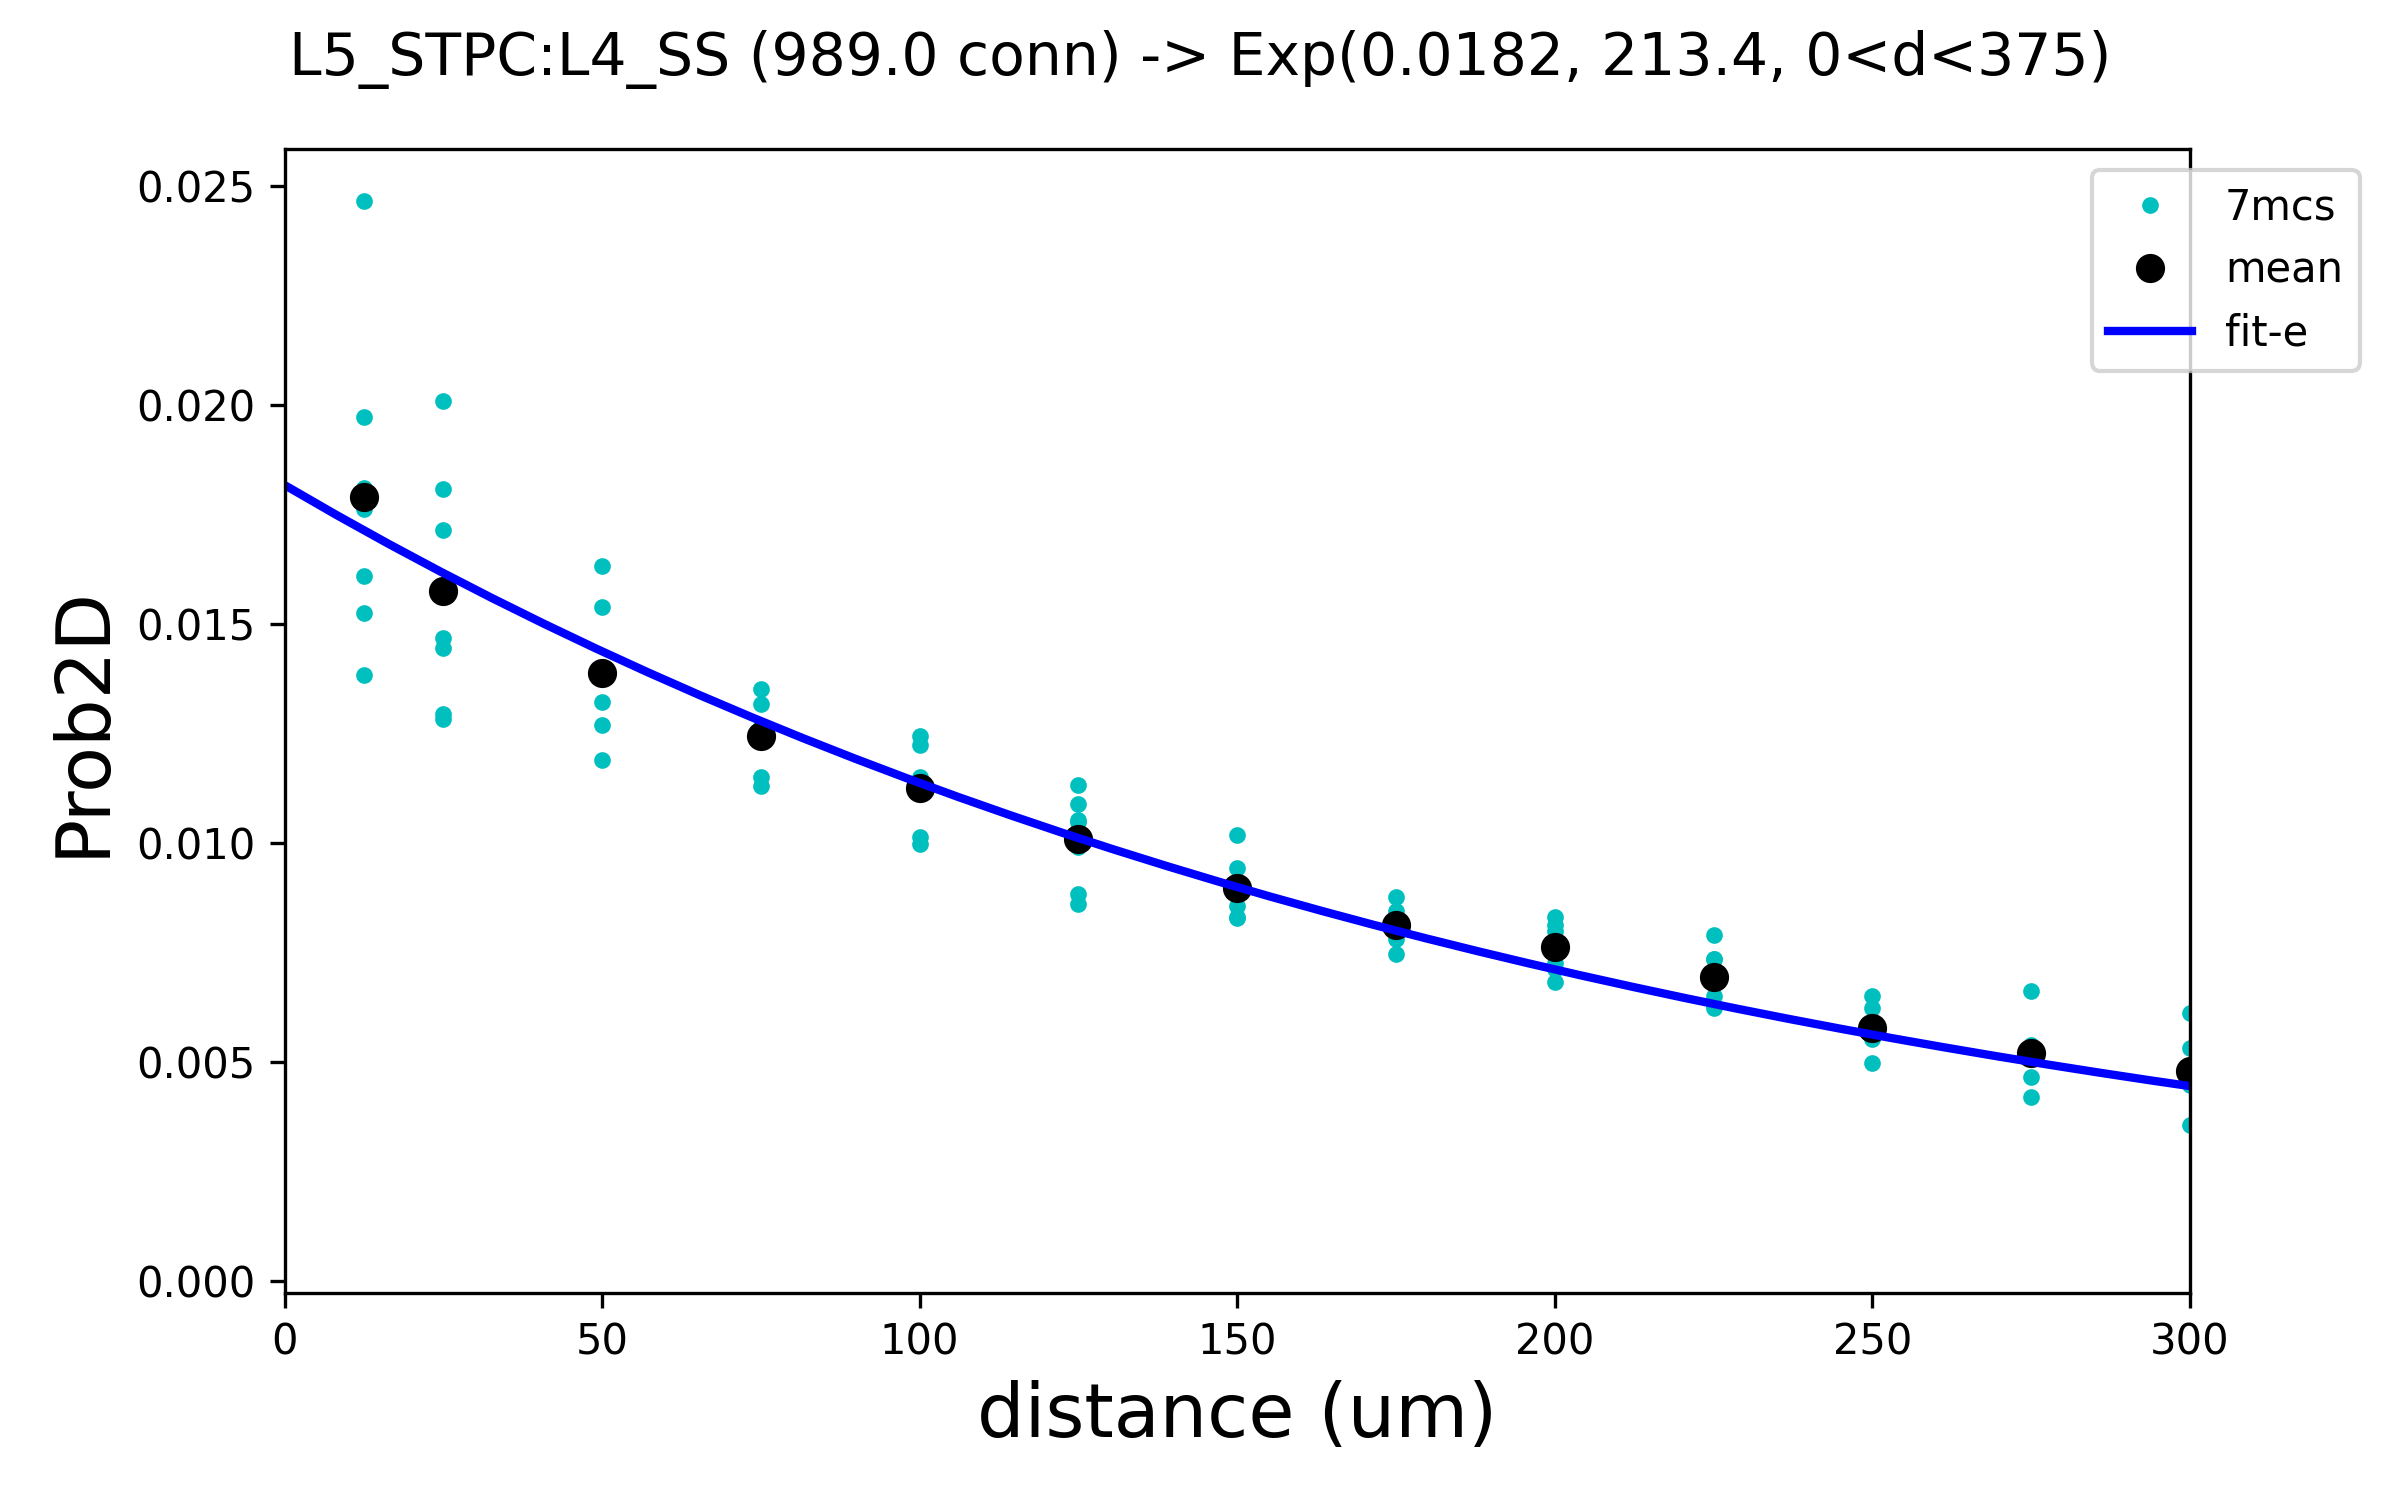 L5_STPC:L4_SS (989.0 conn) -> Exp(0.0182, 213.4, 0<d<375)
7mcs
mean
fit-e
Prob2D
0.025
0.020
0.015
0.010
0.005
0.000
0 50 100 150 200 250 300
distance (um)